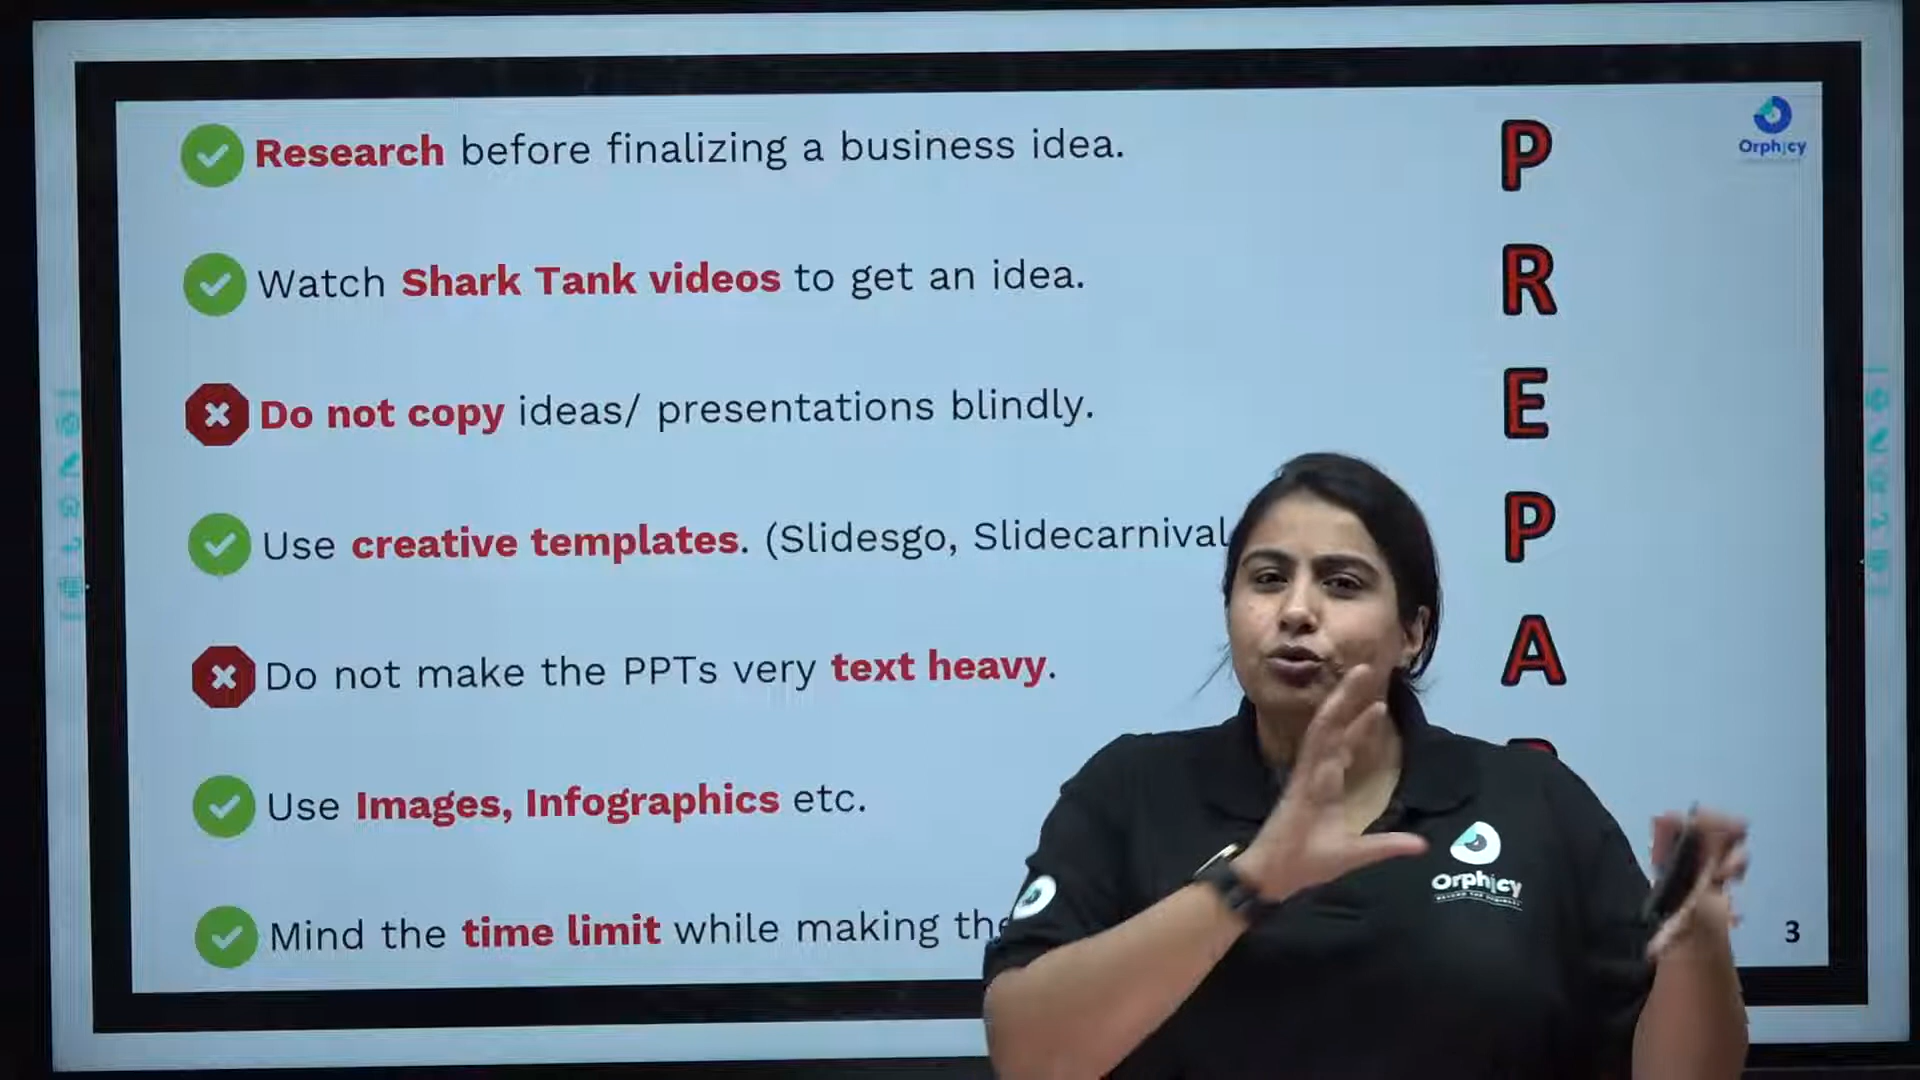 Research before finalizing a business idea.
Watch Shark Tank videos to get an idea.
Do not copy ideas/ presentations blindly.
Use creative templates. (Slidesgo, Slidecarnival
Do not make the PPTs very text heavy.
Use Images, Infographics etc.
Mind the time limit while making the
P
R
E
P
A
Orphicy
Orphicy
3